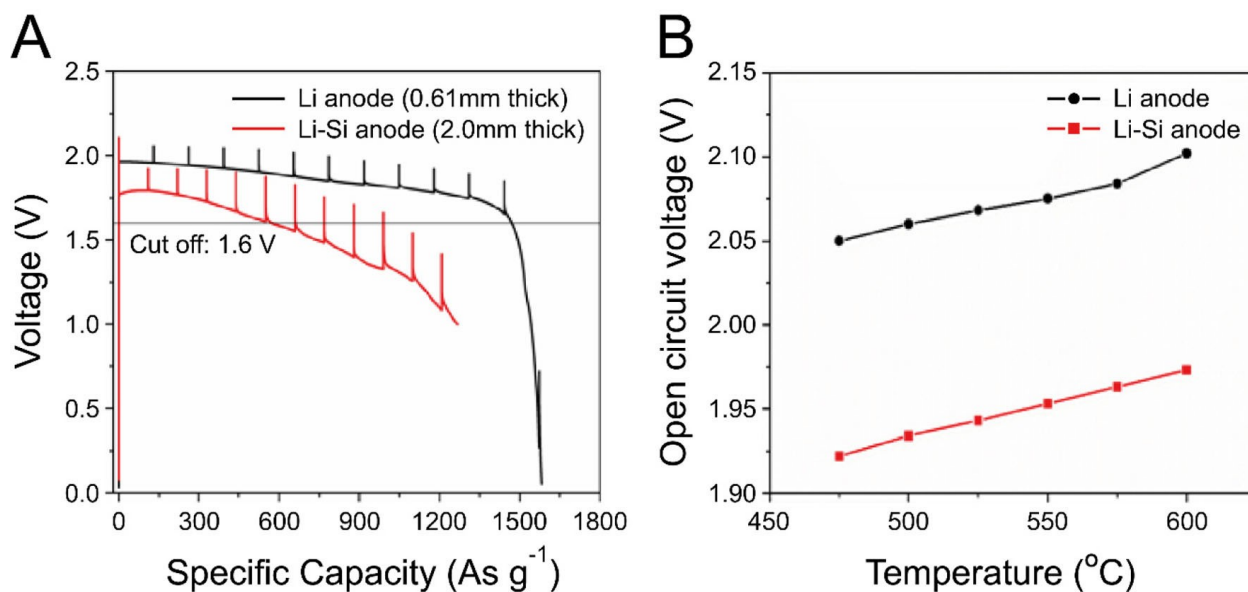 A
Voltage (V)
2.5
2.0
1.5
1.0
0.5
0.0
Li anode (0.61mm thick)
Li-Si anode (2.0mm thick)
Cut off: 1.6 V
0 300 600 900 1200 1500 1800
Specific Capacity (As g⁻¹)
B
Open circuit voltage (V)
2.15
2.10
2.05
2.00
1.95
1.90
Li anode
Li-Si anode
450 500 550 600
Temperature (°C)